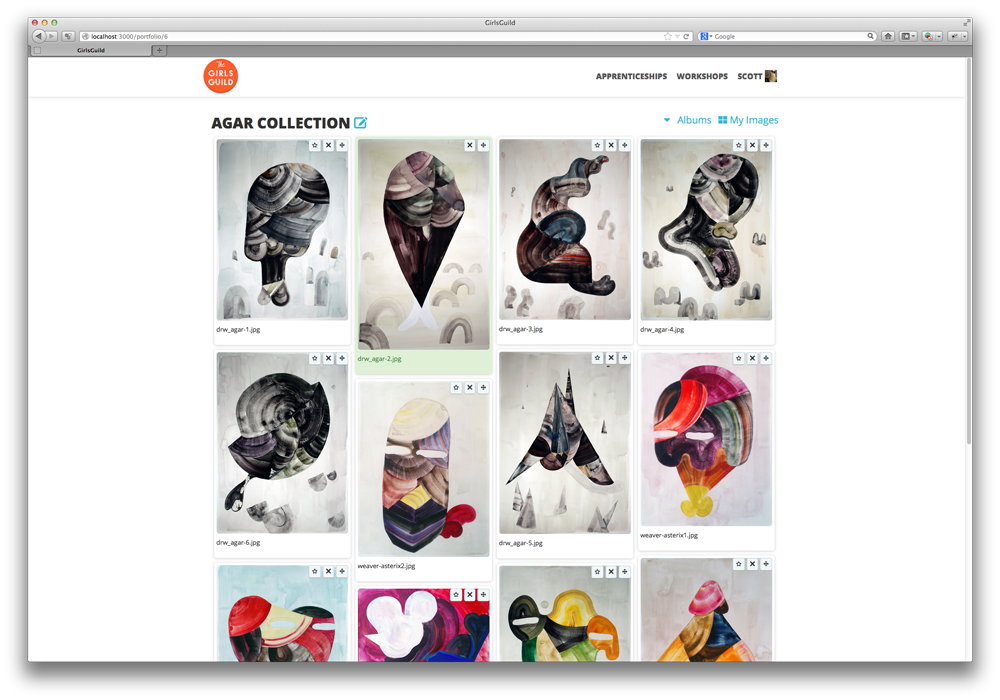 GirlsGuild
localhost:3000/portfolio/6
Google
GirlsGuild
The
GIRLS
GUILD
APPRENTICESHIPS WORKSHOPS SCOTT
AGAR COLLECTION
Albums My Images
drw_agar-1.jpg
drw_agar-2.jpg
drw_agar-3.jpg
drw_agar-4.jpg
drw_agar-6.jpg
weaver-asterix2.jpg
drw_agar-5.jpg
weaver-asterix1.jpg